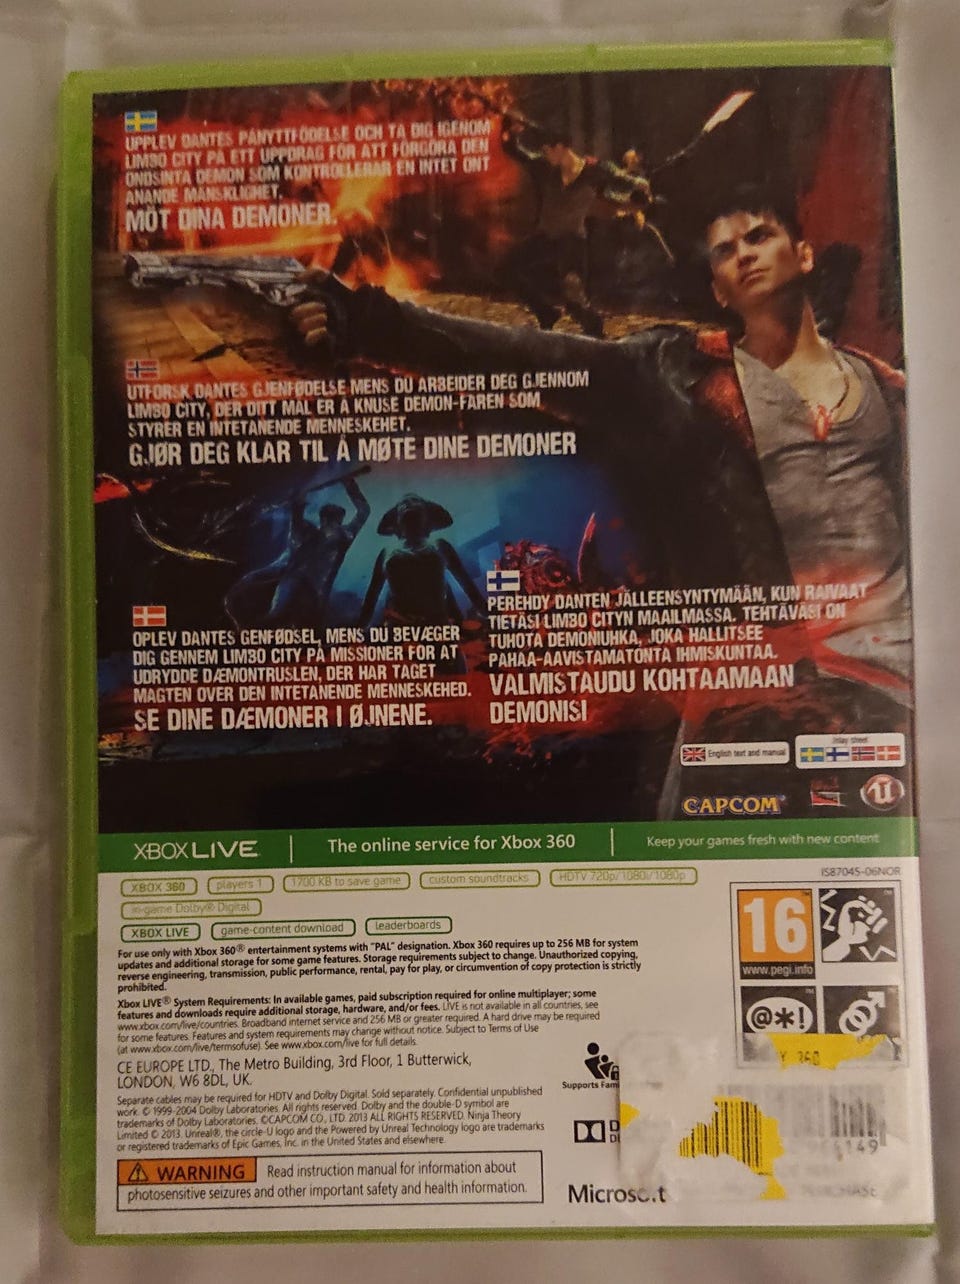 UPPLEV DANTES PÅNYTTFÖDELSE OCH TA DIG IGENOM
LIMBO CITY PÅ ETT UPPDRAG FÖR ATT FÖRGÖRA DEN
ONDSINTA DEMON SOM KONTROLLERAR EN INTET ONT
ANANDE MÄNSKLIGHET.
MÖT DINA DEMONER.
UTFORSK DANTES GJENFØDELSE MENS DU ARBEIDER DEG GJENNOM
LIMBO CITY, DER DITT MÅL ER Å KNUSE DEMON-FAREN SOM
STYRER EN INTETANENDE MENNESKEHET.
GJØR DEG KLAR TIL Å MØTE DINE DEMONER
OPLEV DANTES GENFØDSEL, MENS DU BEVÆGER
DIG GENNEM LIMBO CITY PÅ MISSIONER FOR AT
UDRYDDE DÆMONTRUSLEN, DER HAR TAGET
MAGTEN OVER DEN INTETANENDE MENNESKEHED.
SE DINE DÆMONER I ØJNENE.
PEREHDY DANTEN JÄLLEENSYNTYMÄÄN, KUN RAIVAAT
TIETÄSI LIMBO CITYN MAAILMASSA. TEHTÄVÄSI ON
TUHOTA DEMONIUHKA, JOKA HALLITSEE
PAHAA-AAVISTAMATONTA IHMISKUNTAA.
VALMISTAUDU KOHTAAMAAN
DEMONISI
English text and manual
Inlay sheet
CAPCOM
XBOX LIVE
The online service for Xbox 360
Keep your games fresh with new content
IS87045-06NOR
XBOX 360 players 1 1700 KB to save game custom soundtracks HDTV 720p/1080i/1080p
in-game Dolby® Digital
XBOX LIVE game-content download leaderboards
For use only with Xbox 360® entertainment systems with "PAL" designation. Xbox 360 requires up to 256 MB for system
updates and additional storage for some game features. Storage requirements subject to change. Unauthorized copying,
reverse engineering, transmission, public performance, rental, pay for play, or circumvention of copy protection is strictly
prohibited.
Xbox LIVE® System Requirements: In available games, paid subscription required for online multiplayer; some
features and downloads require additional storage, hardware, and/or fees. LIVE is not available in all countries, see
www.xbox.com/live/countries. Broadband internet service and 256 MB or greater required. A hard drive may be required
for some features. Features and system requirements may change without notice. Subject to Terms of Use
(at www.xbox.com/live/termsofuse). See www.xbox.com/live for full details.
CE EUROPE LTD., The Metro Building, 3rd Floor, 1 Butterwick,
LONDON, W6 8DL, UK.
Separate cables may be required for HDTV and Dolby Digital. Sold separately. Confidential unpublished
work. © 1999-2004 Dolby Laboratories. All rights reserved. Dolby and the double-D symbol are
trademarks of Dolby Laboratories. ©CAPCOM CO., LTD. 2013 ALL RIGHTS RESERVED. Ninja Theory
Limited © 2013. Unreal®, the circle-U logo and the Powered by Unreal Technology logo are trademarks
or registered trademarks of Epic Games, Inc. in the United States and elsewhere.
WARNING Read instruction manual for information about
photosensitive seizures and other important safety and health information.
16
www.pegi.info
@*!
Supports Fam
Microsoft